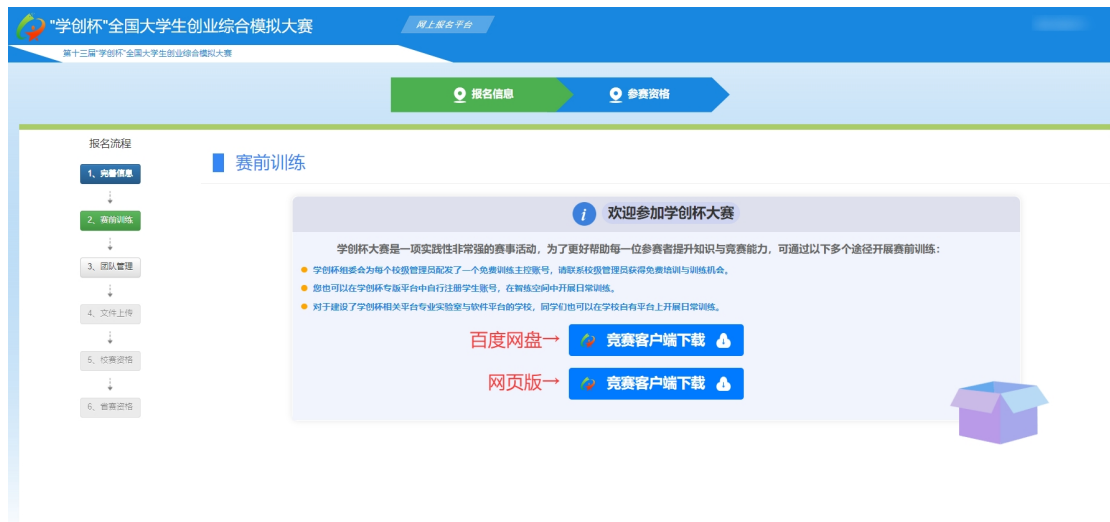 "学创杯"全国大学生创业综合模拟大赛
网上报名平台
第十三届"学创杯"全国大学生创业综合模拟大赛
报名信息
参赛资格
报名流程
1、完善信息
2、赛前训练
3、团队管理
4、文件上传
5、校赛资格
6、省赛资格
赛前训练
欢迎参加学创杯大赛
学创杯大赛是一项实践性非常强的赛事活动，为了更好帮助每一位参赛者提升知识与竞赛能力，可通过以下多个途径开展赛前训练：
学创杯组委会为每个校级管理员配发了一个免费训练主控账号，请联系校级管理员获得免费培训与训练机会。
您也可以在学创杯专版平台中自行注册学生账号，在智练空间中开展日常训练。
对于建设了学创杯相关平台专业实验室与软件平台的学校，同学们也可以在学校自有平台上开展日常训练。
百度网盘→ 竞赛客户端下载
网页版→ 竞赛客户端下载